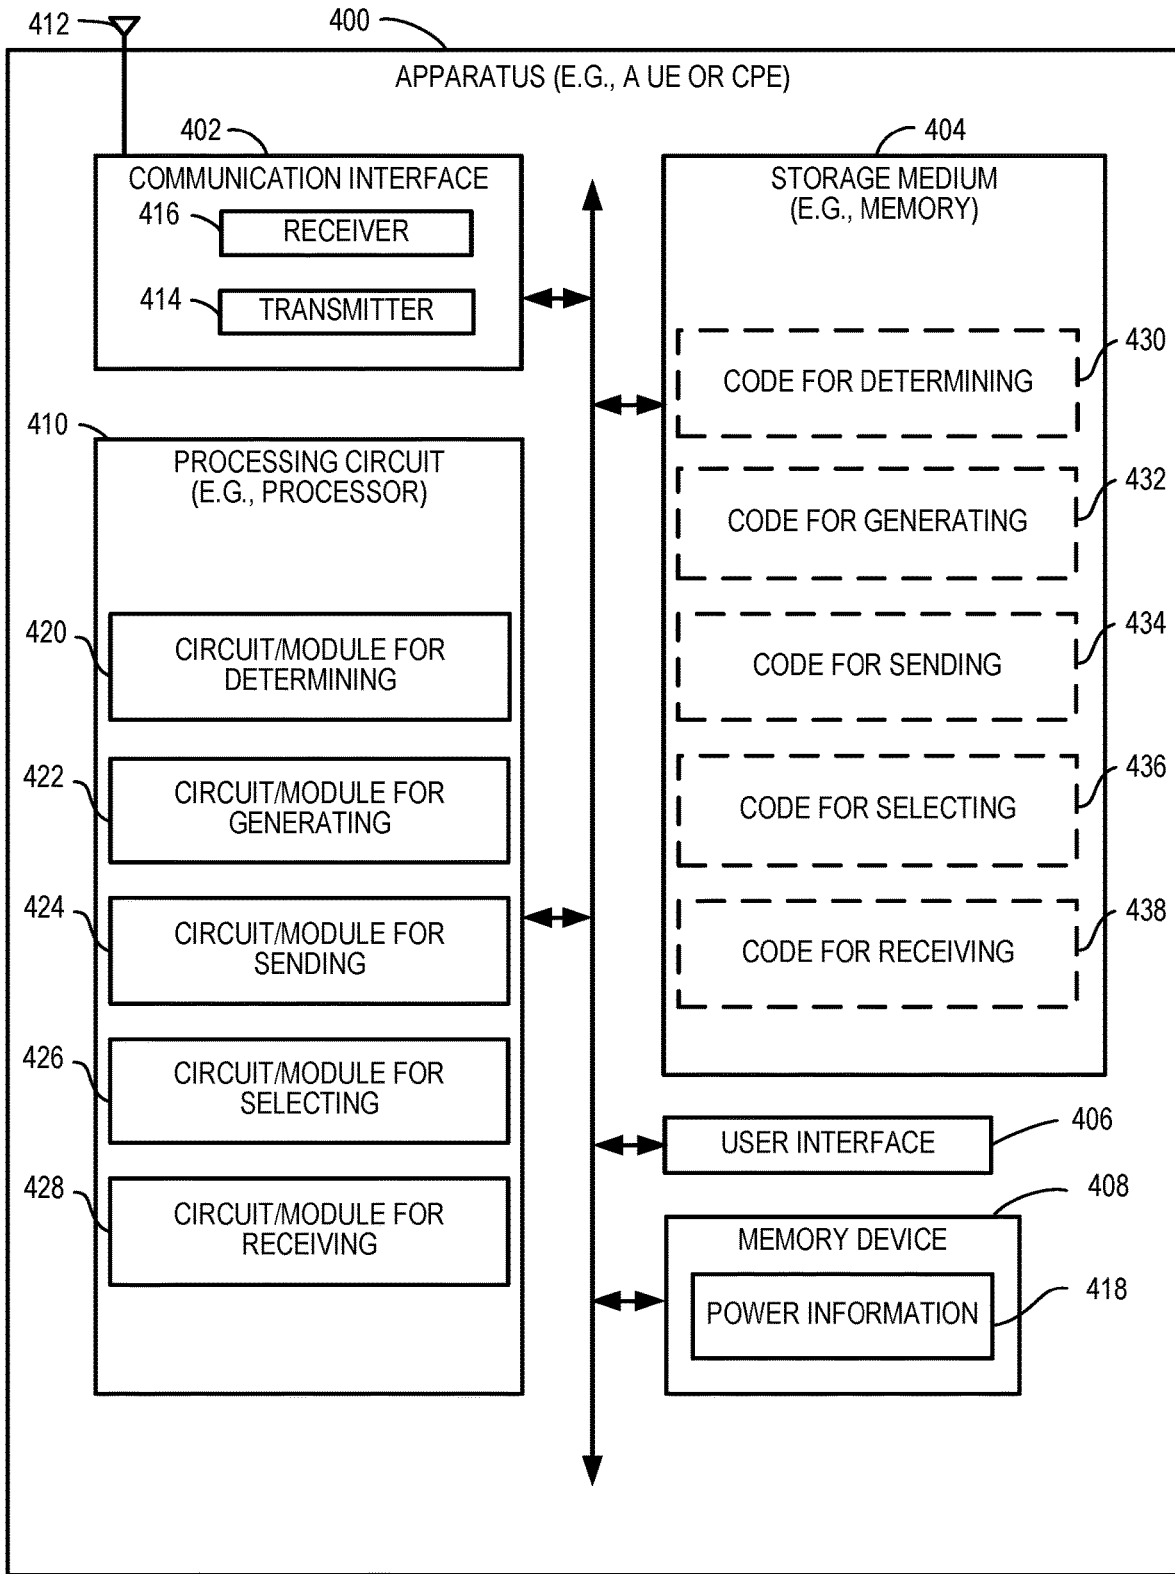 412
400
APPARATUS (E.G., A UE OR CPE)
402
COMMUNICATION INTERFACE
416
RECEIVER
414
TRANSMITTER
404
STORAGE MEDIUM
(E.G., MEMORY)
430
CODE FOR DETERMINING
432
CODE FOR GENERATING
434
CODE FOR SENDING
436
CODE FOR SELECTING
438
CODE FOR RECEIVING
410
PROCESSING CIRCUIT
(E.G., PROCESSOR)
420
CIRCUIT/MODULE FOR
DETERMINING
422
CIRCUIT/MODULE FOR
GENERATING
424
CIRCUIT/MODULE FOR
SENDING
426
CIRCUIT/MODULE FOR
SELECTING
428
CIRCUIT/MODULE FOR
RECEIVING
USER INTERFACE
406
408
MEMORY DEVICE
POWER INFORMATION
418